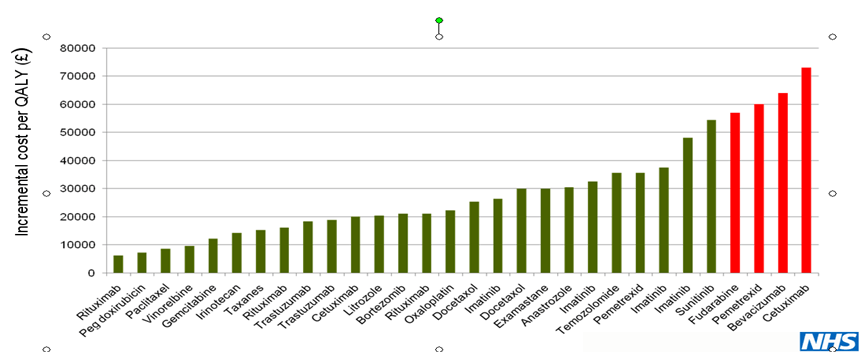 Incremental cost per QALY (£)
80000
70000
60000
50000
40000
30000
20000
10000
0
Rituximab
Peg doxirubicin
Paclitaxel
Vinorelbine
Gemcitabine
Irinotecan
Taxanes
Rituximab
Trastuzumab
Trastuzumab
Cetuximab
Litrozole
Bortezomib
Rituximab
Oxaloplatin
Docetaxol
Imatinib
Docetaxol
Examastane
Anastrozole
Imatinib
Temozolomide
Pemetrexid
Imatinib
Imatinib
Sunitinib
Fudarabine
Pemetrexid
Bevacizumab
Cetuximab
NHS